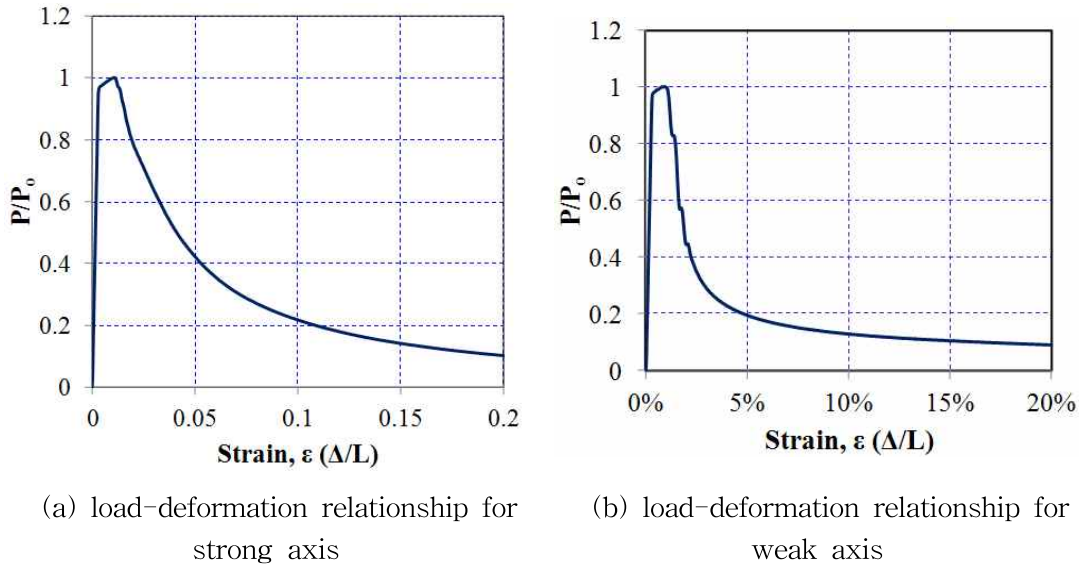 1.2
1
0.8
0.6
0.4
0.2
0
P/Po
0 0.05 0.1 0.15 0.2
Strain, ε (Δ/L)
(a) load-deformation relationship for
strong axis
1.2
1
0.8
0.6
0.4
0.2
0
P/Po
0% 5% 10% 15% 20%
Strain, ε (Δ/L)
(b) load-deformation relationship for
weak axis